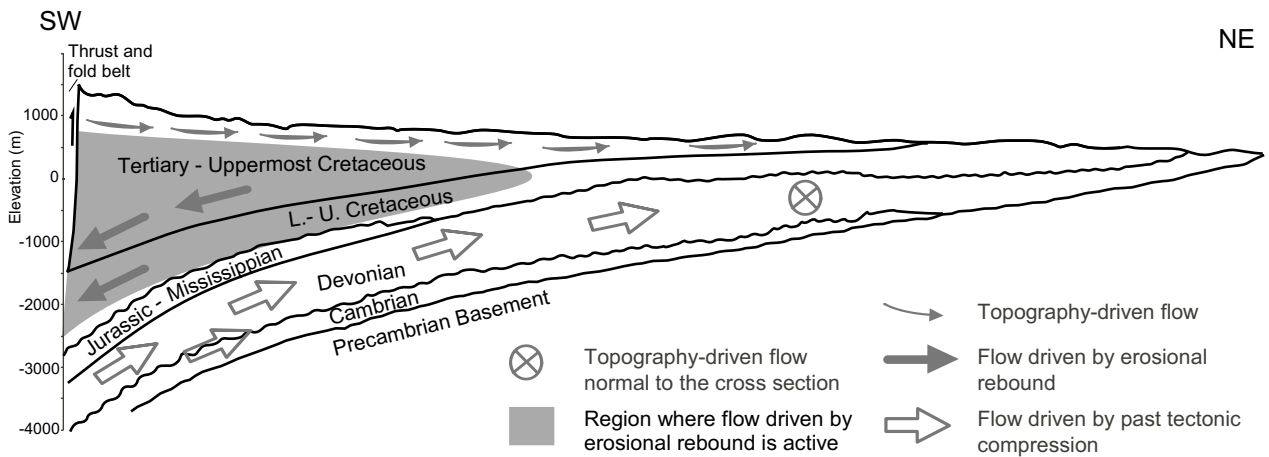 SW
NE
Thrust and
fold belt
Elevation (m)
1000
0
-1000
-2000
-3000
-4000
Tertiary - Uppermost Cretaceous
L.- U. Cretaceous
Jurassic - Mississippian
Devonian
Cambrian
Precambrian Basement
Topography-driven flow
normal to the cross section
Region where flow driven by
erosional rebound is active
Topography-driven flow
Flow driven by erosional
rebound
Flow driven by past tectonic
compression